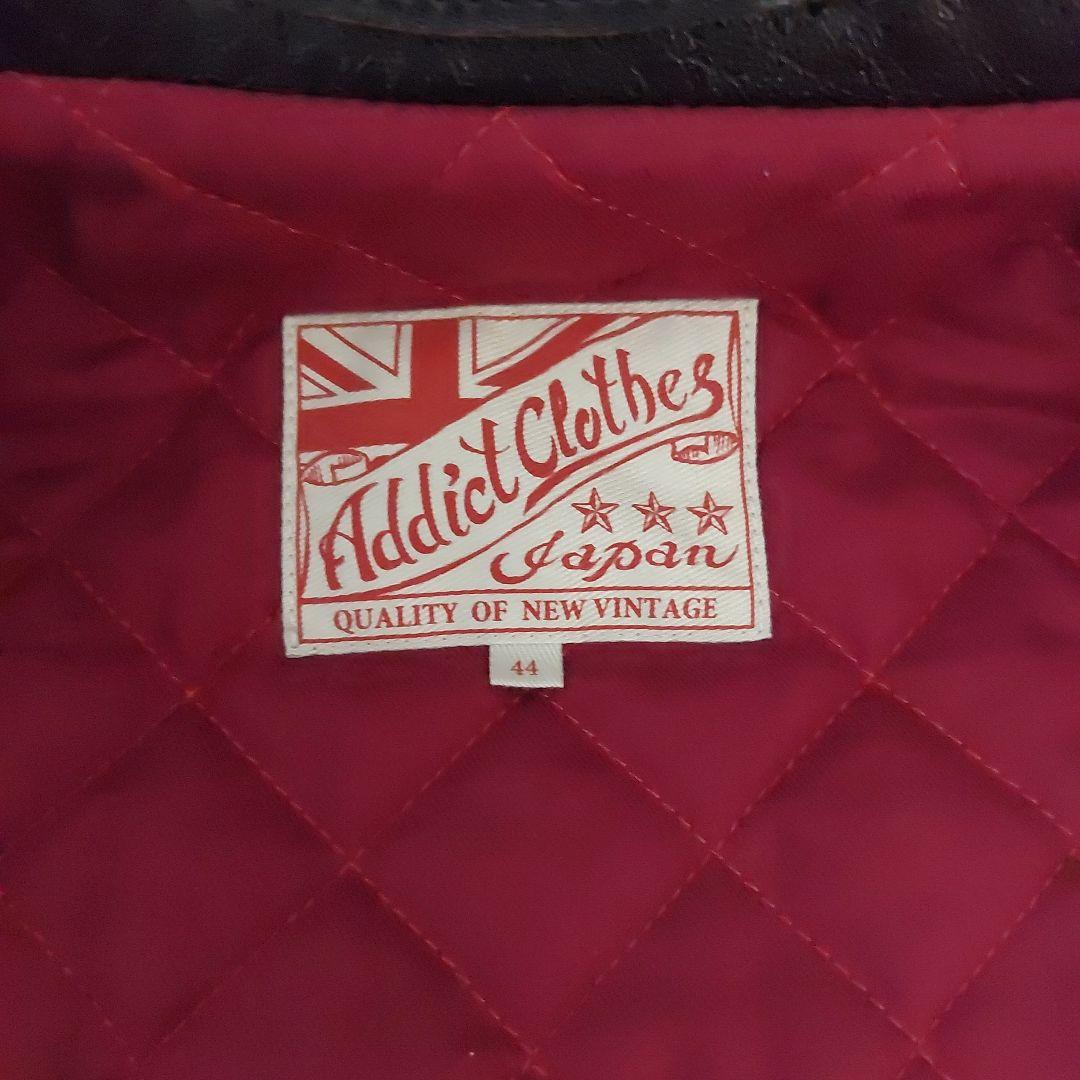 Addict Clothes
Japan
QUALITY OF NEW VINTAGE
44